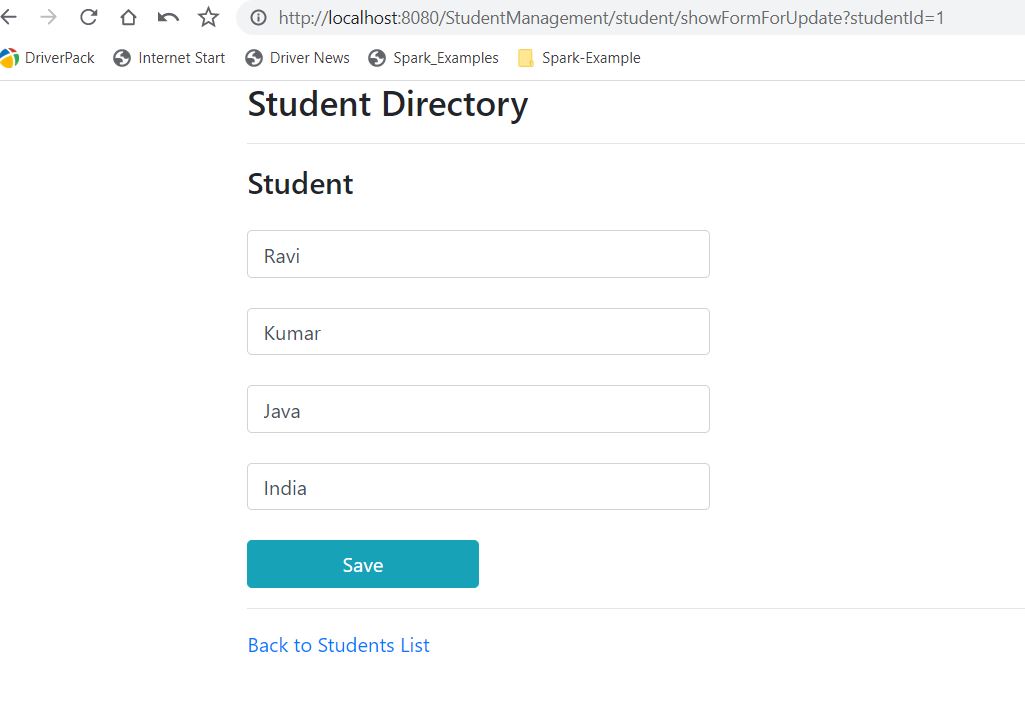 http://localhost:8080/StudentManagement/student/showFormForUpdate?studentId=1
DriverPack Internet Start Driver News Spark_Examples Spark-Example
Student Directory
Student
Ravi
Kumar
Java
India
Save
Back to Students List